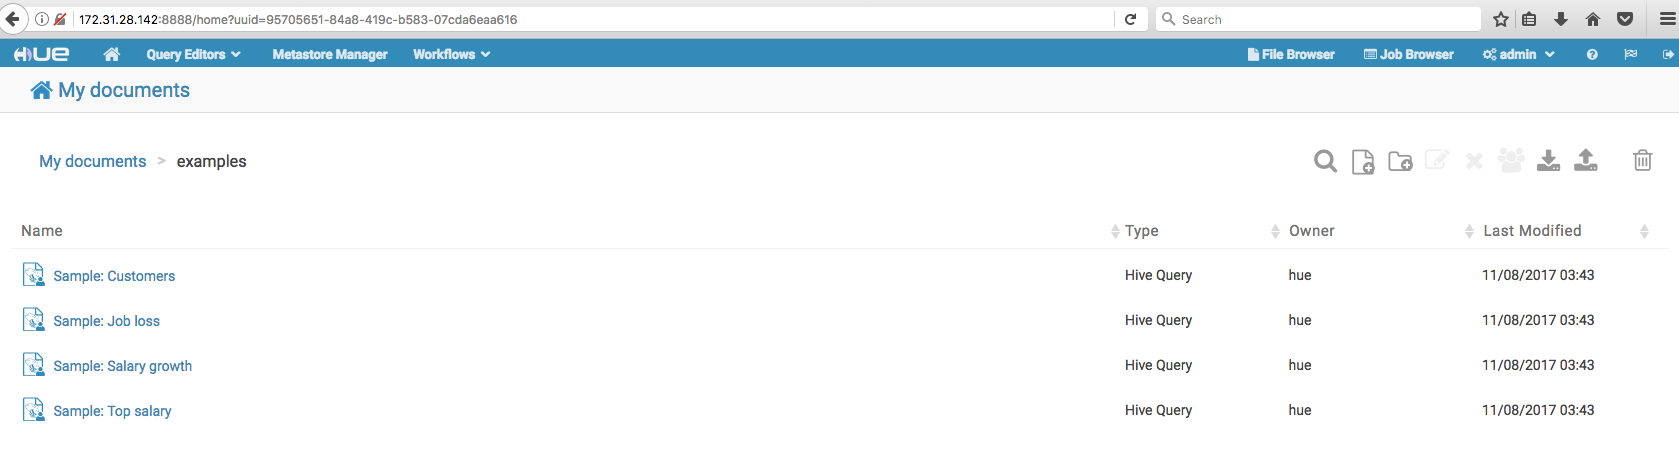 172.31.28.142:8888/home?uuid=95705651-84a8-419c-b583-07cda6eaa616 Search
HUE Query Editors Metastore Manager Workflows File Browser Job Browser admin
My documents
My documents > examples
Name Type Owner Last Modified
Sample: Customers Hive Query hue 11/08/2017 03:43
Sample: Job loss Hive Query hue 11/08/2017 03:43
Sample: Salary growth Hive Query hue 11/08/2017 03:43
Sample: Top salary Hive Query hue 11/08/2017 03:43